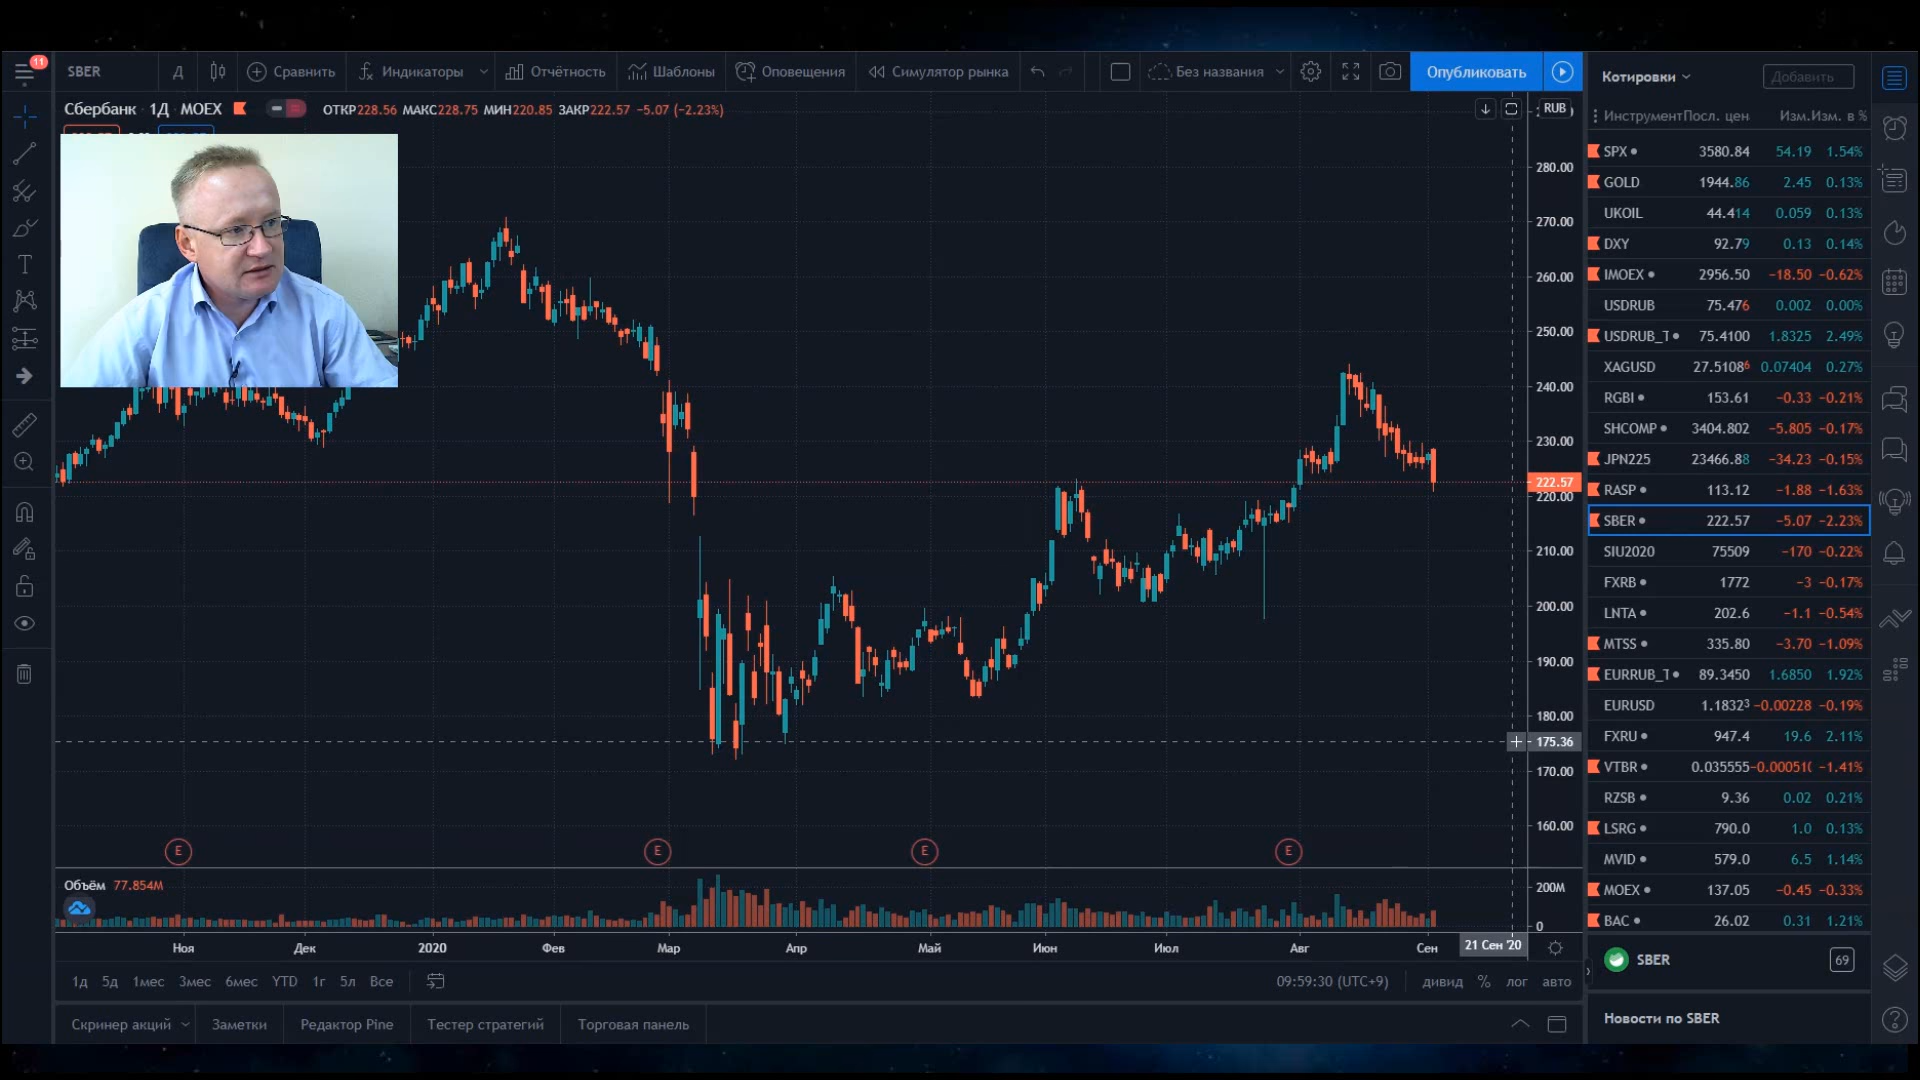 11
SBER
Д
Сравнить
Индикаторы
Отчётность
Шаблоны
Оповещения
Симулятор рынка
Без названия
Опубликовать
Котировки
Добавить
Сбербанк 1Д MOEX ОТКР228.56 МАКС228.75 МИН220.85 ЗАКР222.57 −5.07 (−2.23%)
RUB
Инструмент Посл. цен Изм. Изм. в %
SPX 3580.84 54.19 1.54%
GOLD 1944.86 2.45 0.13%
UKOIL 44.414 0.059 0.13%
DXY 92.79 0.13 0.14%
IMOEX 2956.50 −18.50 −0.62%
USDRUB 75.476 0.002 0.00%
USDRUB_T 75.4100 1.8325 2.49%
XAGUSD 27.5108⁶ 0.07404 0.27%
RGBI 153.61 −0.33 −0.21%
SHCOMP 3404.802 −5.805 −0.17%
JPN225 23466.88 −34.23 −0.15%
RASP 113.12 −1.88 −1.63%
SBER 222.57 −5.07 −2.23%
SIU2020 75509 −170 −0.22%
FXRB 1772 −3 −0.17%
LNTA 202.6 −1.1 −0.54%
MTSS 335.80 −3.70 −1.09%
EURRUB_T 89.3450 1.6850 1.92%
EURUSD 1.1832³ −0.00228 −0.19%
FXRU 947.4 19.6 2.11%
VTBR 0.035555 −0.000510 −1.41%
RZSB 9.36 0.02 0.21%
LSRG 790.0 1.0 0.13%
MVID 579.0 6.5 1.14%
MOEX 137.05 −0.45 −0.33%
BAC 26.02 0.31 1.21%
280.00
270.00
260.00
250.00
240.00
230.00
222.57
220.00
210.00
200.00
190.00
180.00
175.36
170.00
160.00
E E E E
Объём 77.854M
200M
0
Ноя Дек 2020 Фев Мар Апр Май Июн Июл Авг Сен 21 Сен '20
1д 5д 1мес 3мес 6мес YTD 1г 5л Все
09:59:30 (UTC+9)
дивид % лог авто
SBER
69
Скринер акций Заметки Редактор Pine Тестер стратегий Торговая панель
Новости по SBER